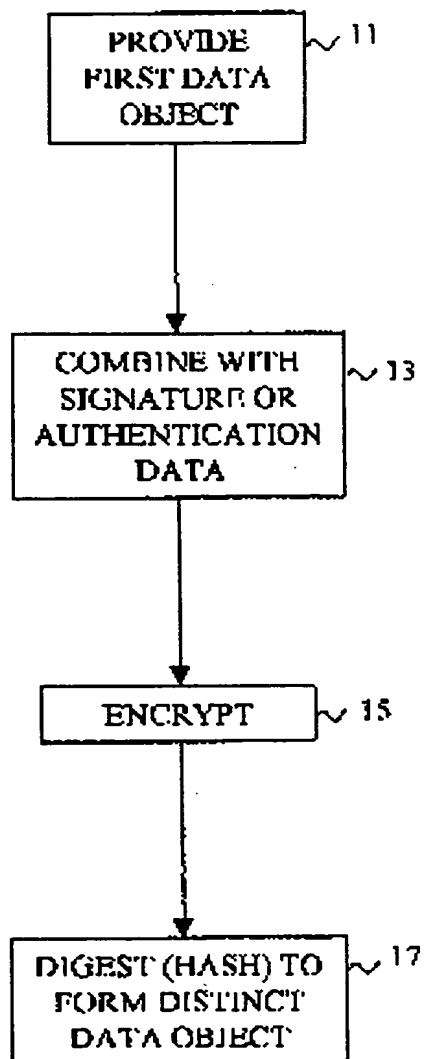 PROVIDE
FIRST DATA
OBJECT
11
COMBINE WITH
SIGNATURE OR
AUTHENTICATION
DATA
13
ENCRYPT
15
DIGEST (HASH) TO
FORM DISTINCT
DATA OBJECT
17